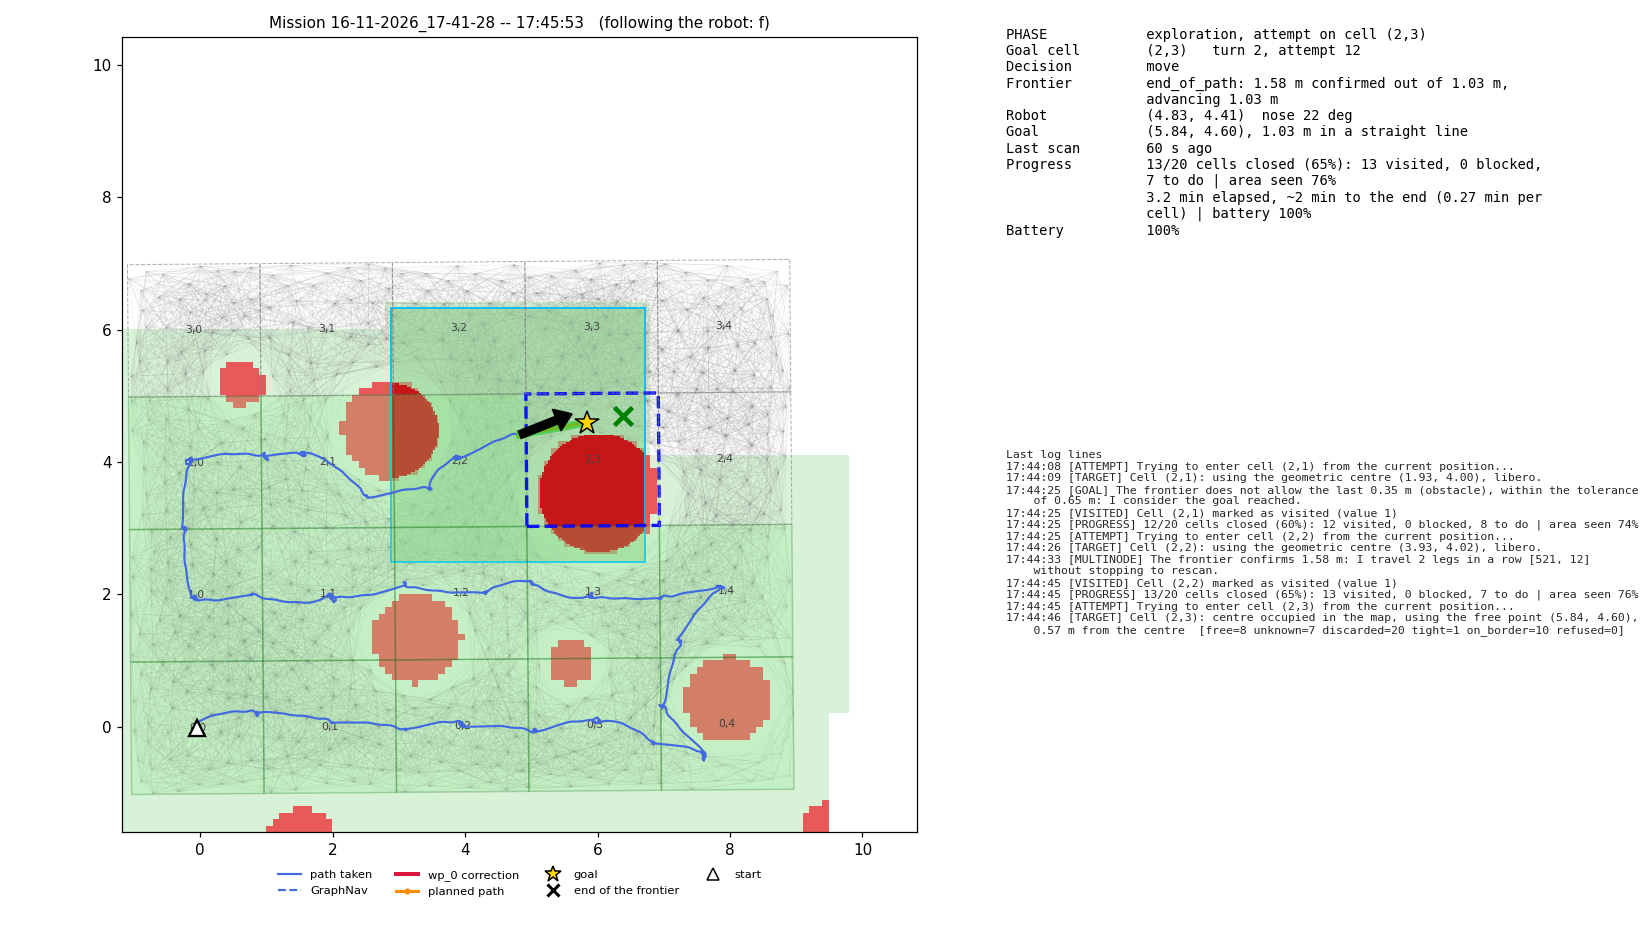 Mission 16-11-2026_17-41-28 -- 17:45:53   (following the robot: f)
PHASE exploration, attempt on cell (2,3)
Goal cell (2,3)   turn 2, attempt 12
Decision move
Frontier end_of_path: 1.58 m confirmed out of 1.03 m,
advancing 1.03 m
Robot (4.83, 4.41)  nose 22 deg
Goal (5.84, 4.60), 1.03 m in a straight line
Last scan 60 s ago
Progress 13/20 cells closed (65%): 13 visited, 0 blocked,
7 to do | area seen 76%
3.2 min elapsed, ~2 min to the end (0.27 min per
cell) | battery 100%
Battery 100%
10
8
6
4
2
0
3,0 3,1 3,2 3,3 3,4
2,0 2,1 2,2 2,3 2,4
1,0 1,1 1,2 1,3 1,4
0,1 0,2 0,3 0,4
0 2 4 6 8 10
path taken
GraphNav
wp_0 correction
planned path
goal
end of the frontier
start
Last log lines
17:44:08 [ATTEMPT] Trying to enter cell (2,1) from the current position...
17:44:09 [TARGET] Cell (2,1): using the geometric centre (1.93, 4.00), libero.
17:44:25 [GOAL] The frontier does not allow the last 0.35 m (obstacle), within the tolerance
of 0.65 m: I consider the goal reached.
17:44:25 [VISITED] Cell (2,1) marked as visited (value 1)
17:44:25 [PROGRESS] 12/20 cells closed (60%): 12 visited, 0 blocked, 8 to do | area seen 74%
17:44:25 [ATTEMPT] Trying to enter cell (2,2) from the current position...
17:44:26 [TARGET] Cell (2,2): using the geometric centre (3.93, 4.02), libero.
17:44:33 [MULTINODE] The frontier confirms 1.58 m: I travel 2 legs in a row [521, 12]
without stopping to rescan.
17:44:45 [VISITED] Cell (2,2) marked as visited (value 1)
17:44:45 [PROGRESS] 13/20 cells closed (65%): 13 visited, 0 blocked, 7 to do | area seen 76%
17:44:45 [ATTEMPT] Trying to enter cell (2,3) from the current position...
17:44:46 [TARGET] Cell (2,3): centre occupied in the map, using the free point (5.84, 4.60),
0.57 m from the centre  [free=8 unknown=7 discarded=20 tight=1 on_border=10 refused=0]